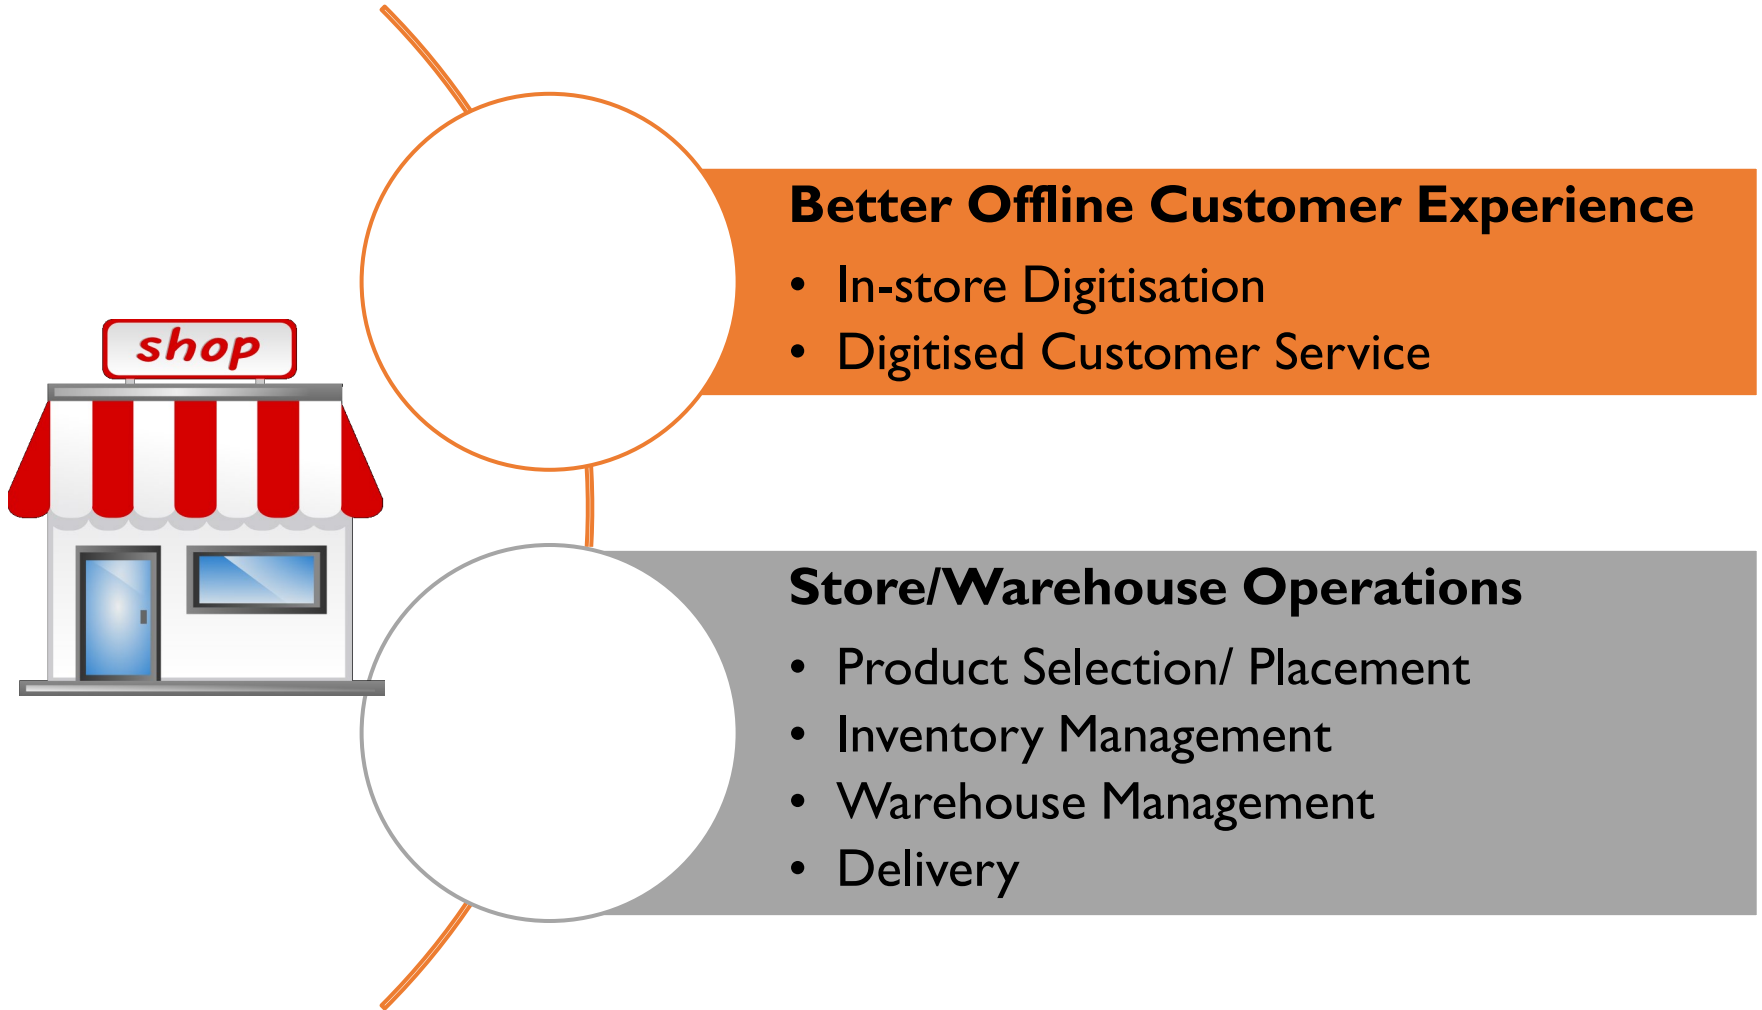 shop
Better Offline Customer Experience
• In-store Digitisation
• Digitised Customer Service
Store/Warehouse Operations
• Product Selection/ Placement
• Inventory Management
• Warehouse Management
• Delivery